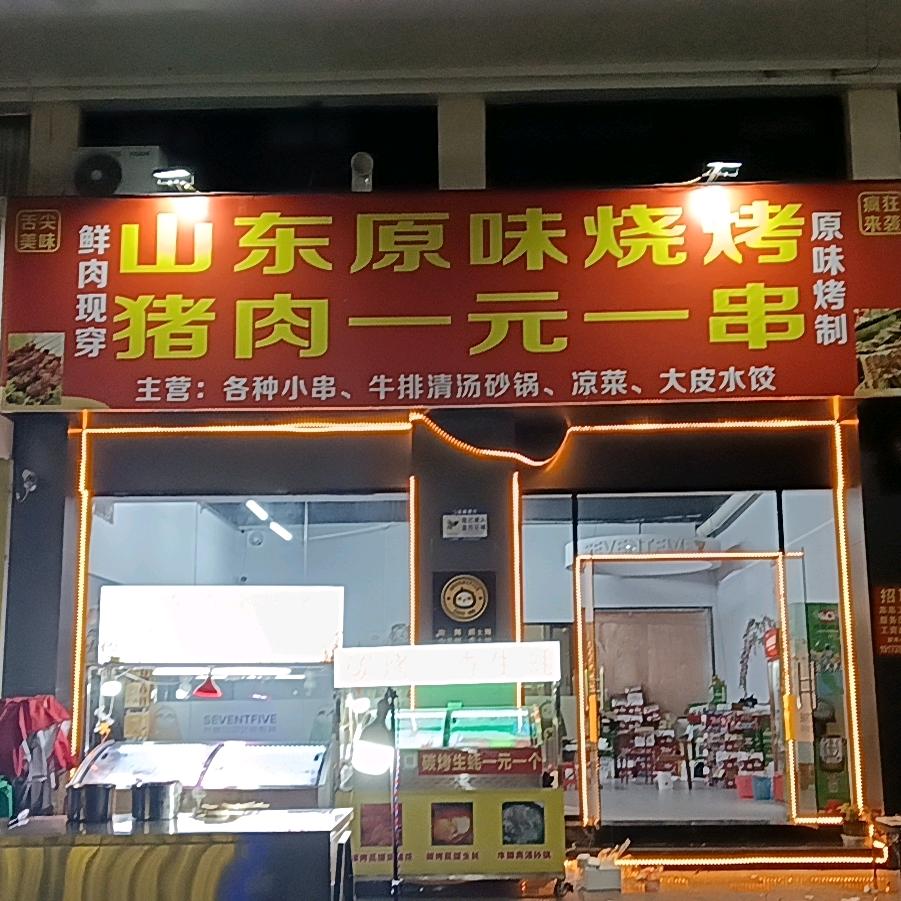 舌尖
美味
鲜肉现穿
山东原味烧烤
猪肉一元一串
原味烤制
疯狂
来袭
主营：各种小串、牛排清汤砂锅、凉菜、大皮水饺
SEVENTFIVE
SEVENTFIVE
碳烤生蚝一元一个